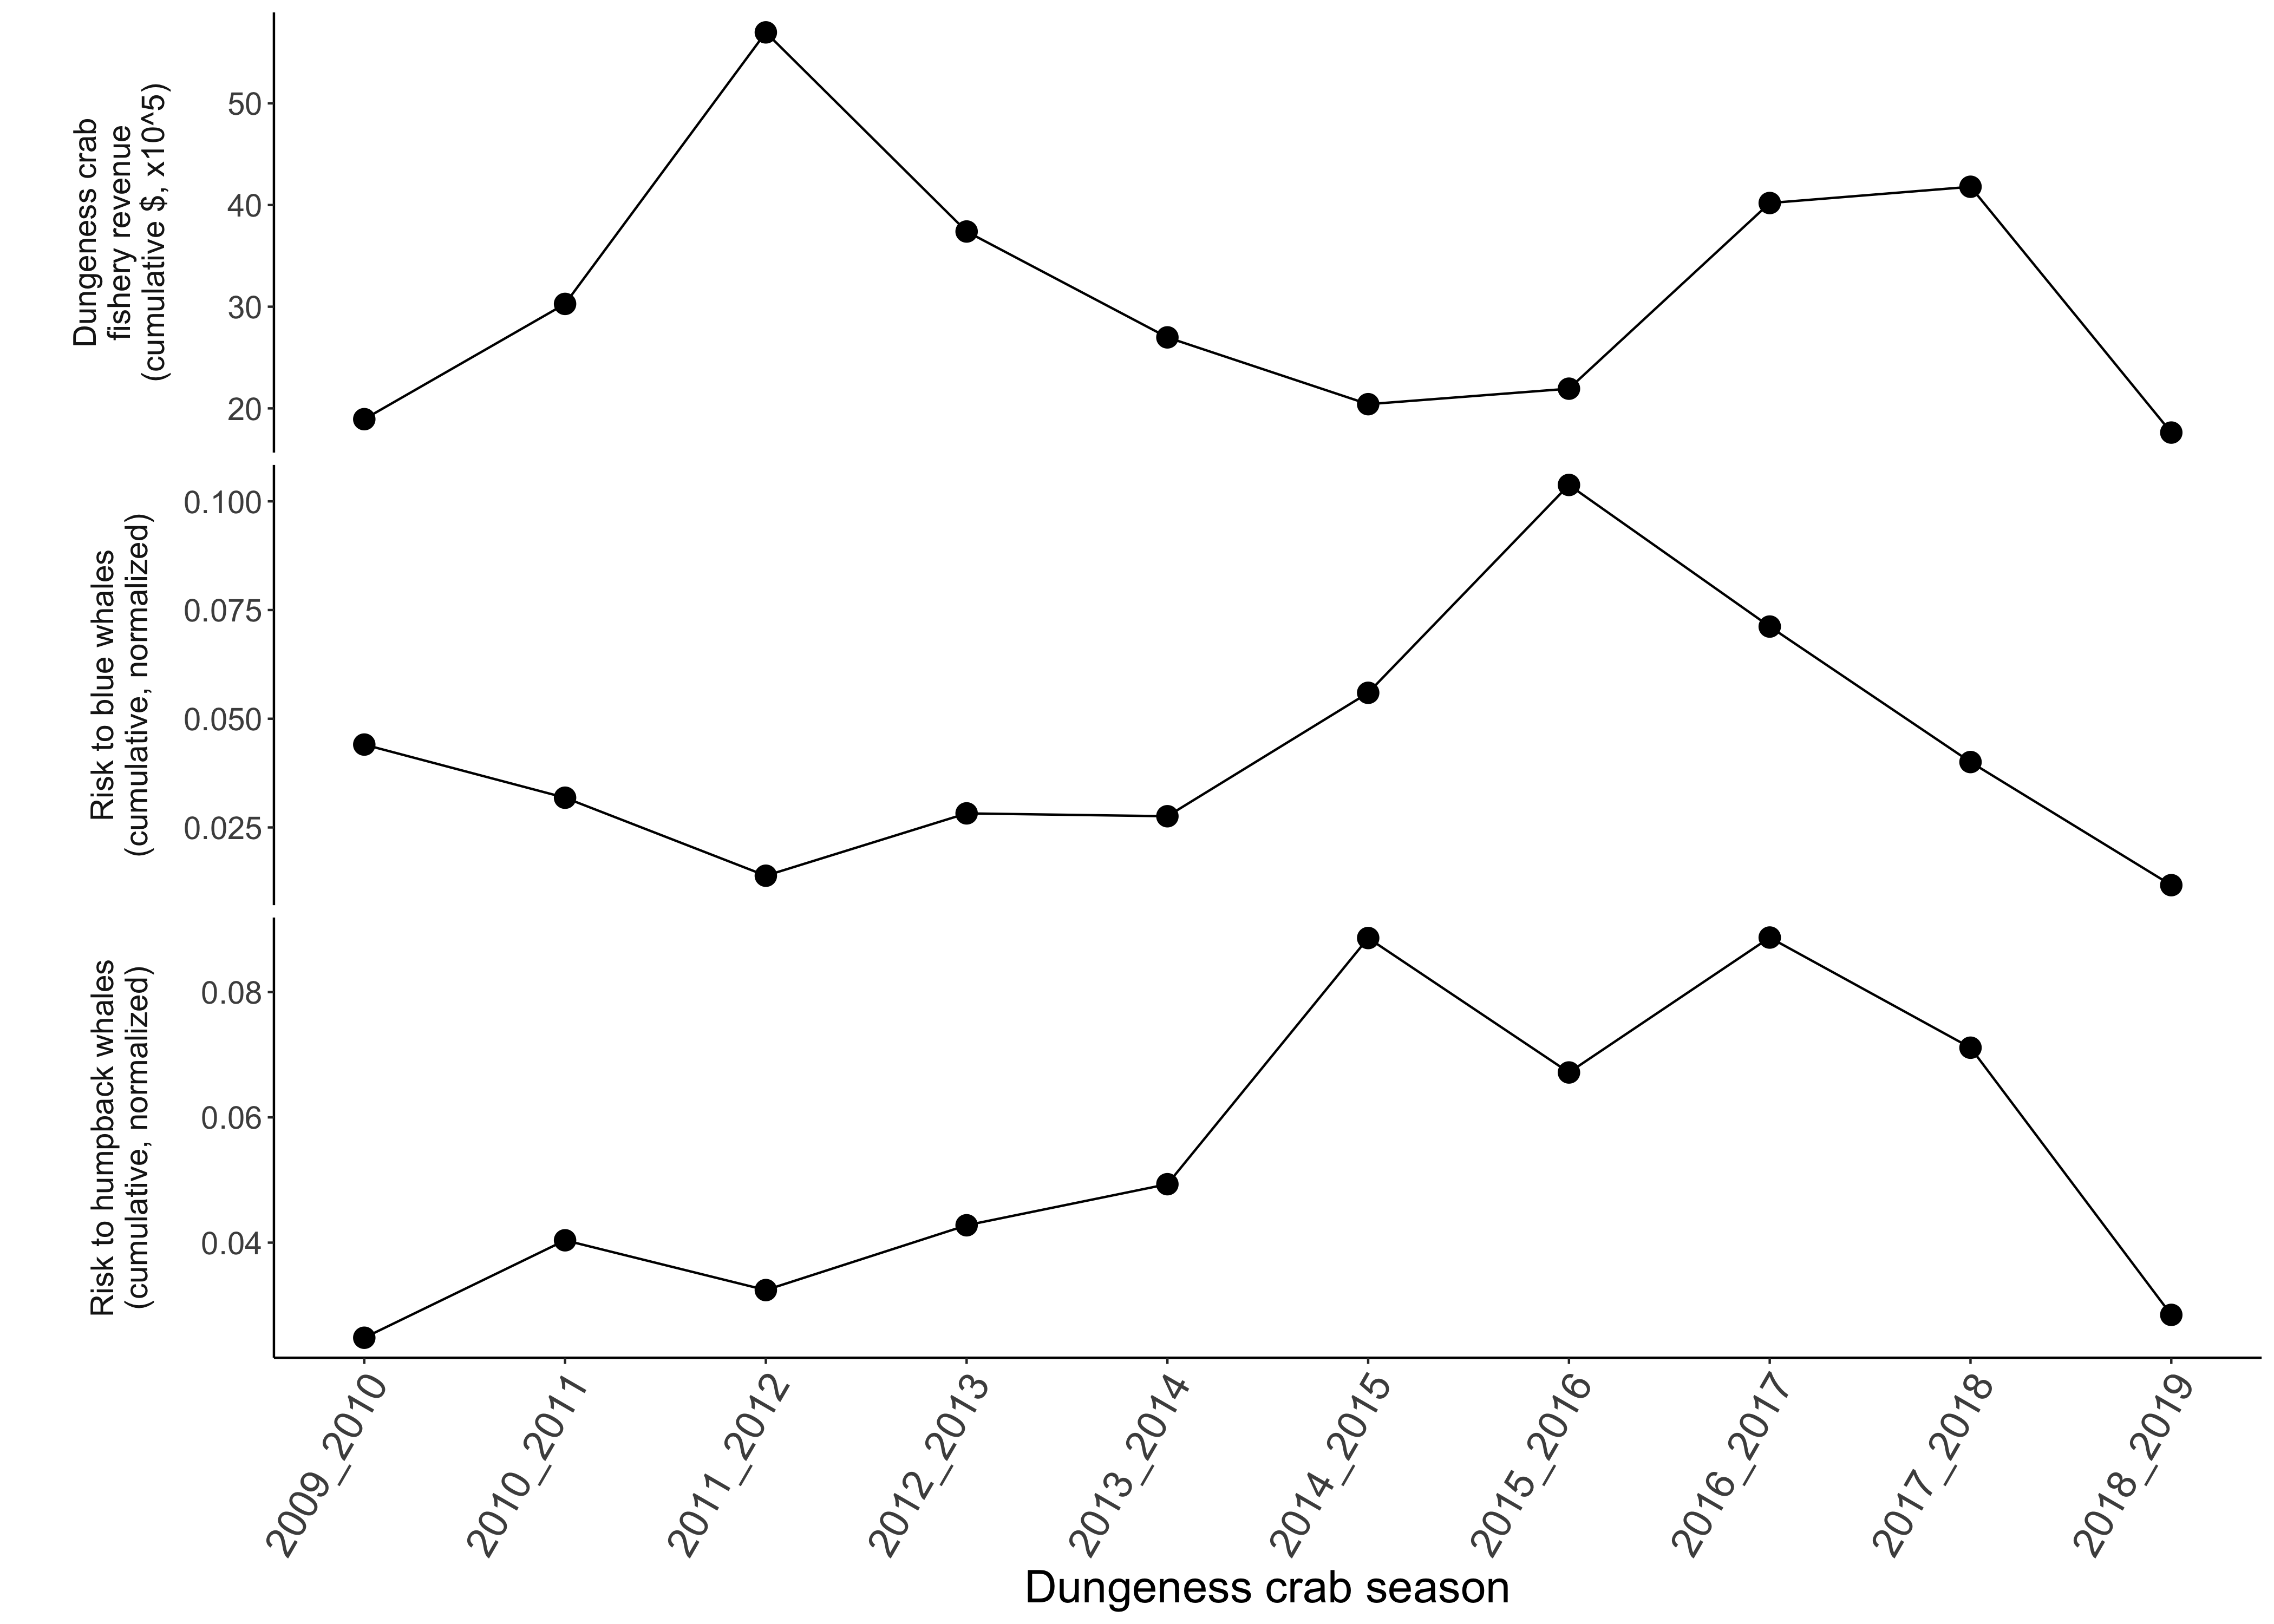 Dungeness crab
fishery revenue
(cumulative $, x10^5)
50
40
30
20
Risk to blue whales
(cumulative, normalized)
0.100
0.075
0.050
0.025
Risk to humpback whales
(cumulative, normalized)
0.08
0.06
0.04
2009_2010
2010_2011
2011_2012
2012_2013
2013_2014
2014_2015
2015_2016
2016_2017
2017_2018
2018_2019
Dungeness crab season